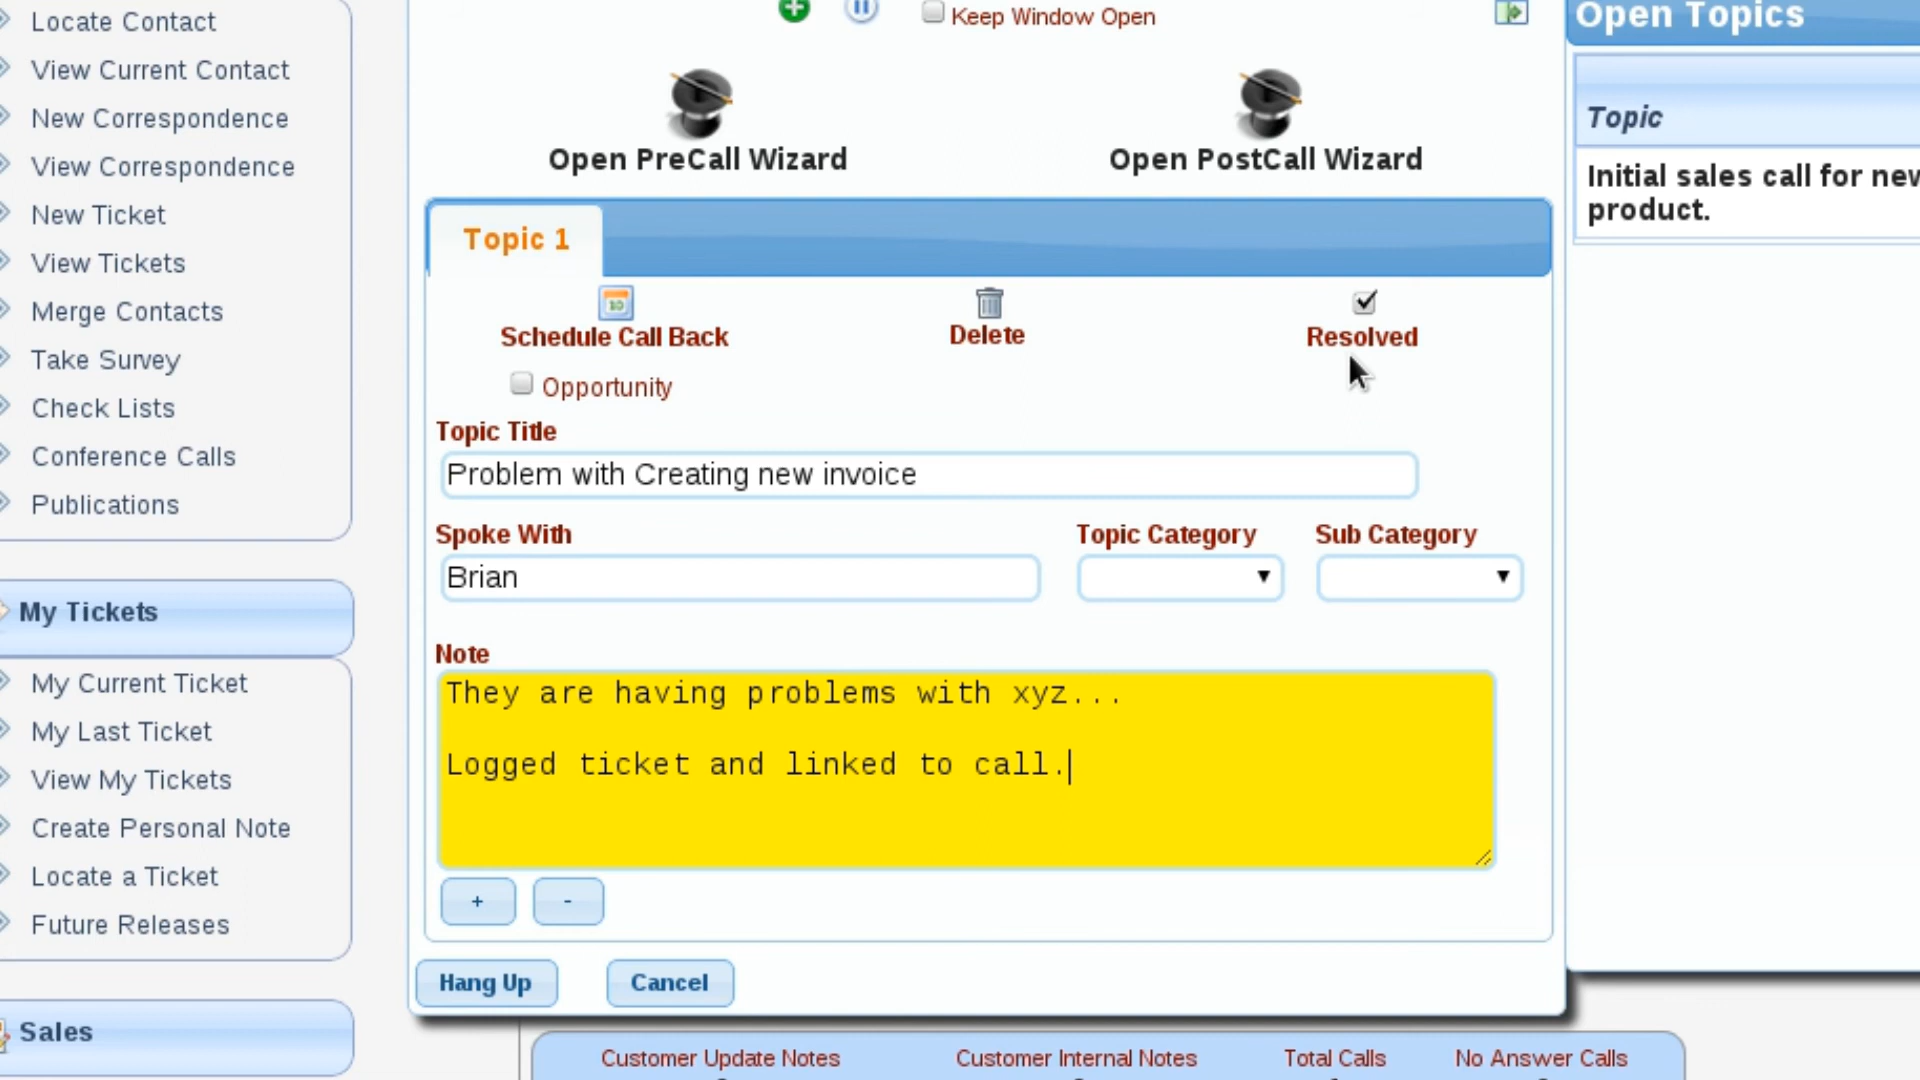 Locate Contact
View Current Contact
New Correspondence
View Correspondence
New Ticket
View Tickets
Merge Contacts
Take Survey
Check Lists
Conference Calls
Publications
My Tickets
My Current Ticket
My Last Ticket
View My Tickets
Create Personal Note
Locate a Ticket
Future Releases
Sales
Keep Window Open
Open PreCall Wizard
Open PostCall Wizard
Topic 1
Schedule Call Back
Delete
Resolved
Opportunity
Topic Title
Problem with Creating new invoice
Spoke With
Topic Category
Sub Category
Brian
Note
They are having problems with xyz...
Logged ticket and linked to call.
+
-
Hang Up
Cancel
Open Topics
Topic
Initial sales call for new
product.
Customer Update Notes
Customer Internal Notes
Total Calls
No Answer Calls